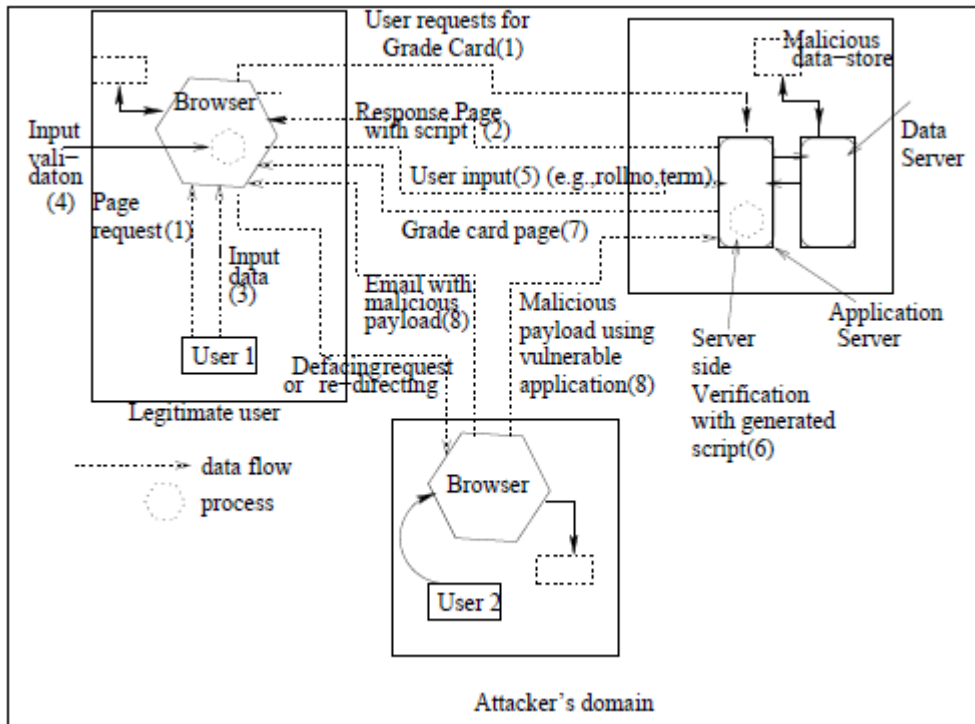 User requests for
Grade Card(1)
Malicious
data-store
Browser
Response Page
with script (2)
Input
vali-
daton
(4)
Data
Server
User input(5) (e.g.,rollno,term)
Page
request(1)
Grade card page(7)
Input
data
(3)
Email with
malicious
payload(8)
Malicious
payload using
vulnerable
application(8)
Application
Server
Server
side
Verification
with generated
script(6)
User 1
Defacingrequest
or re-directing
Legitimate user
data flow
process
Browser
User 2
Attacker's domain